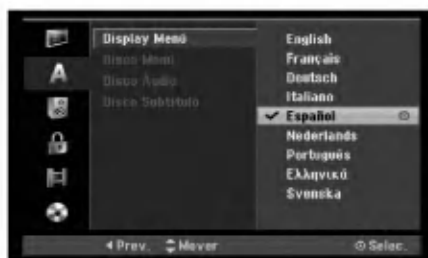 Display Menú
Disco Menú
Disco Audio
Disco Subtítulo
A
English
Français
Deutsch
Italiano
Español
Nederlands
Português
Ελληνικά
Svenska
Prev.
Mover
Selec.